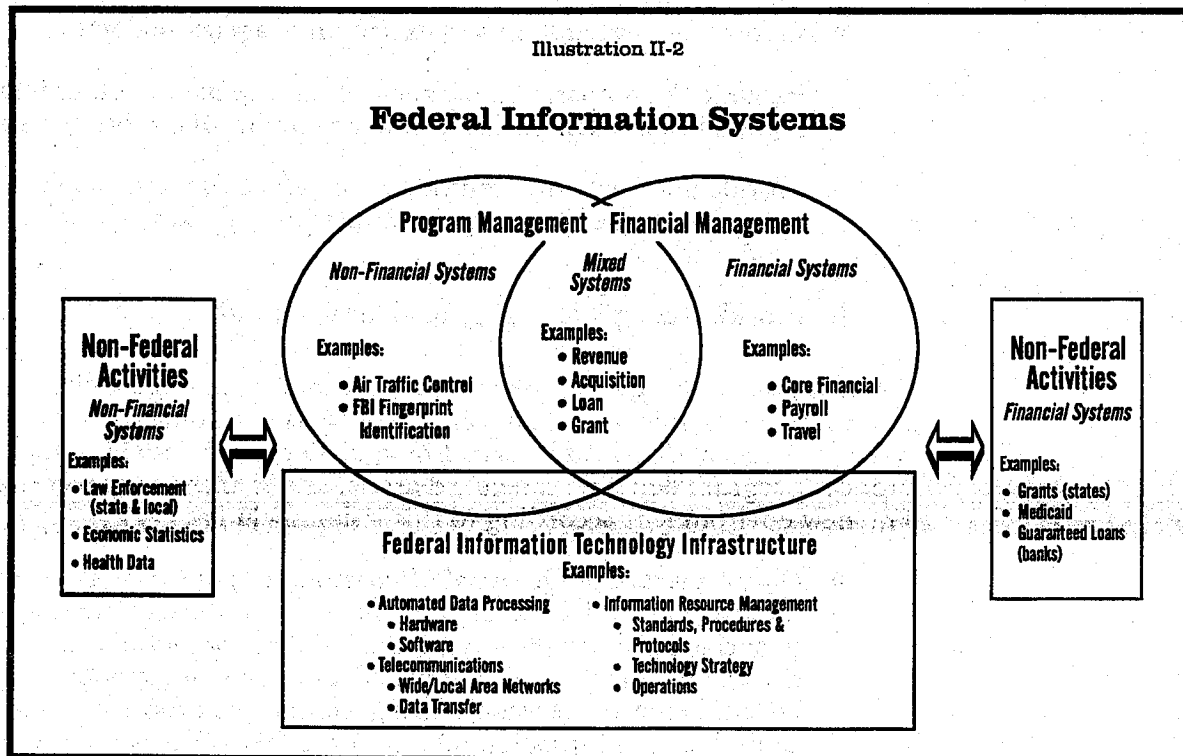 Illustration II-2
Federal Information Systems
Program Management
Financial Management
Non-Financial Systems
Mixed
Systems
Financial Systems
Examples:
• Air Traffic Control
• FBI Fingerprint
Identification
Examples:
• Revenue
• Acquisition
• Loan
• Grant
Examples:
• Core Financial
• Payroll
• Travel
Non-Federal
Activities
Non-Financial
Systems
Examples:
• Law Enforcement
(state & local)
• Economic Statistics
• Health Data
Non-Federal
Activities
Financial Systems
Examples:
• Grants (states)
• Medicaid
• Guaranteed Loans
(banks)
Federal Information Technology Infrastructure
Examples:
• Automated Data Processing
• Hardware
• Software
• Telecommunications
• Wide/Local Area Networks
• Data Transfer
• Information Resource Management
• Standards, Procedures &
Protocols
• Technology Strategy
• Operations